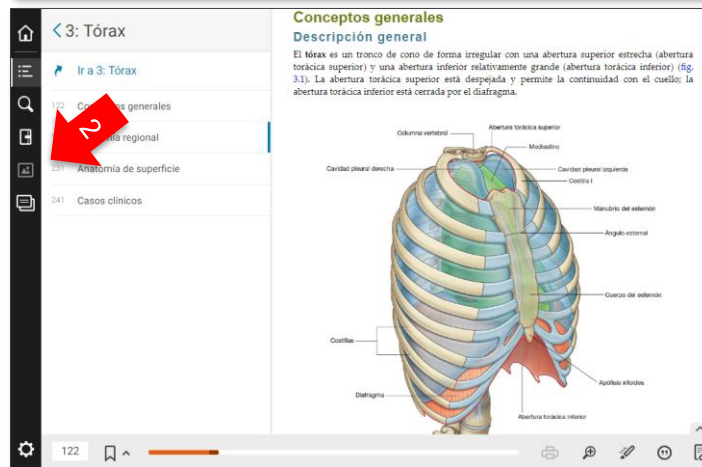 3: Tórax
Ir a 3: Tórax
122 Conceptos generales
regional
231 Anatomía de superficie
241 Casos clínicos
2
Conceptos generales
Descripción general
El tórax es un tronco de cono de forma irregular con una abertura superior estrecha (abertura
torácica superior) y una abertura inferior relativamente grande (abertura torácica inferior) (fig.
3.1). La abertura torácica superior está despejada y permite la continuidad con el cuello; la
abertura torácica inferior está cerrada por el diafragma.
Abertura torácica superior
Columna vertebral
Mediastino
Cavidad pleural derecha
Cavidad pleural izquierda
Costilla I
Manubrio del esternón
Ángulo esternal
Cuerpo del esternón
Costillas
Apófisis xifoides
Diafragma
Abertura torácica inferior
122